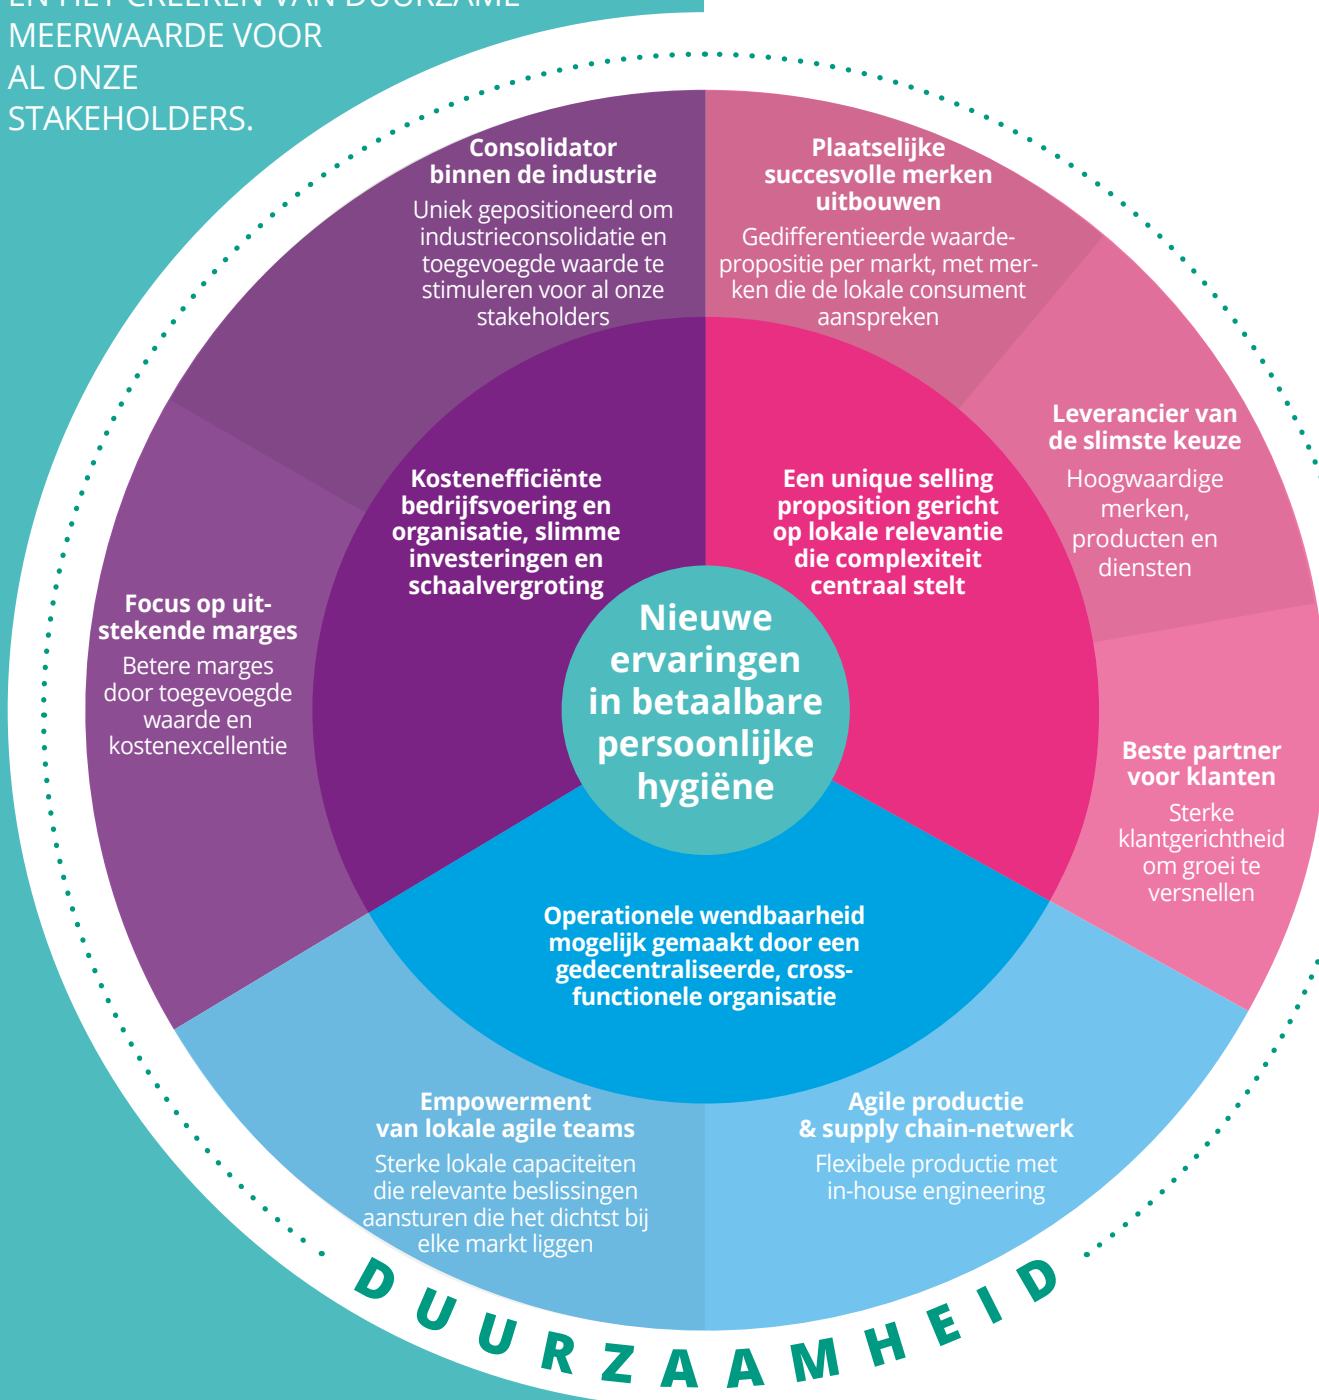 EN HET CREËREN VAN DUURZAME
MEERWAARDE VOOR
AL ONZE
STAKEHOLDERS.
Consolidator
binnen de industrie
Uniek gepositioneerd om
industrieconsolidatie en
toegevoegde waarde te
stimuleren voor al onze
stakeholders
Plaatselijke
succesvolle merken
uitbouwen
Gedifferentieerde waarde-
propositie per markt, met mer-
ken die de lokale consument
aanspreken
Leverancier van
de slimste keuze
Hoogwaardige
merken,
producten en
diensten
Kostenefficiënte
bedrijfsvoering en
organisatie, slimme
investeringen en
schaalvergroting
Een unique selling
proposition gericht
op lokale relevantie
die complexiteit
centraal stelt
Focus op uit-
stekende marges
Betere marges
door toegevoegde
waarde en
kostenexcellentie
Nieuwe
ervaringen
in betaalbare
persoonlijke
hygiëne
Beste partner
voor klanten
Sterke
klantgerichtheid
om groei te
versnellen
Operationele wendbaarheid
mogelijk gemaakt door een
gedecentraliseerde, cross-
functionele organisatie
Empowerment
van lokale agile teams
Sterke lokale capaciteiten
die relevante beslissingen
aansturen die het dichtst bij
elke markt liggen
Agile productie
& supply chain-netwerk
Flexibele productie met
in-house engineering
DUURZAAMHEID